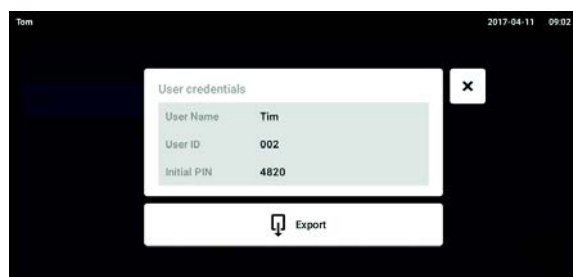 Tom 2017-04-11 09:02
User credentials
User Name Tim
User ID 002
Initial PIN 4820
Export